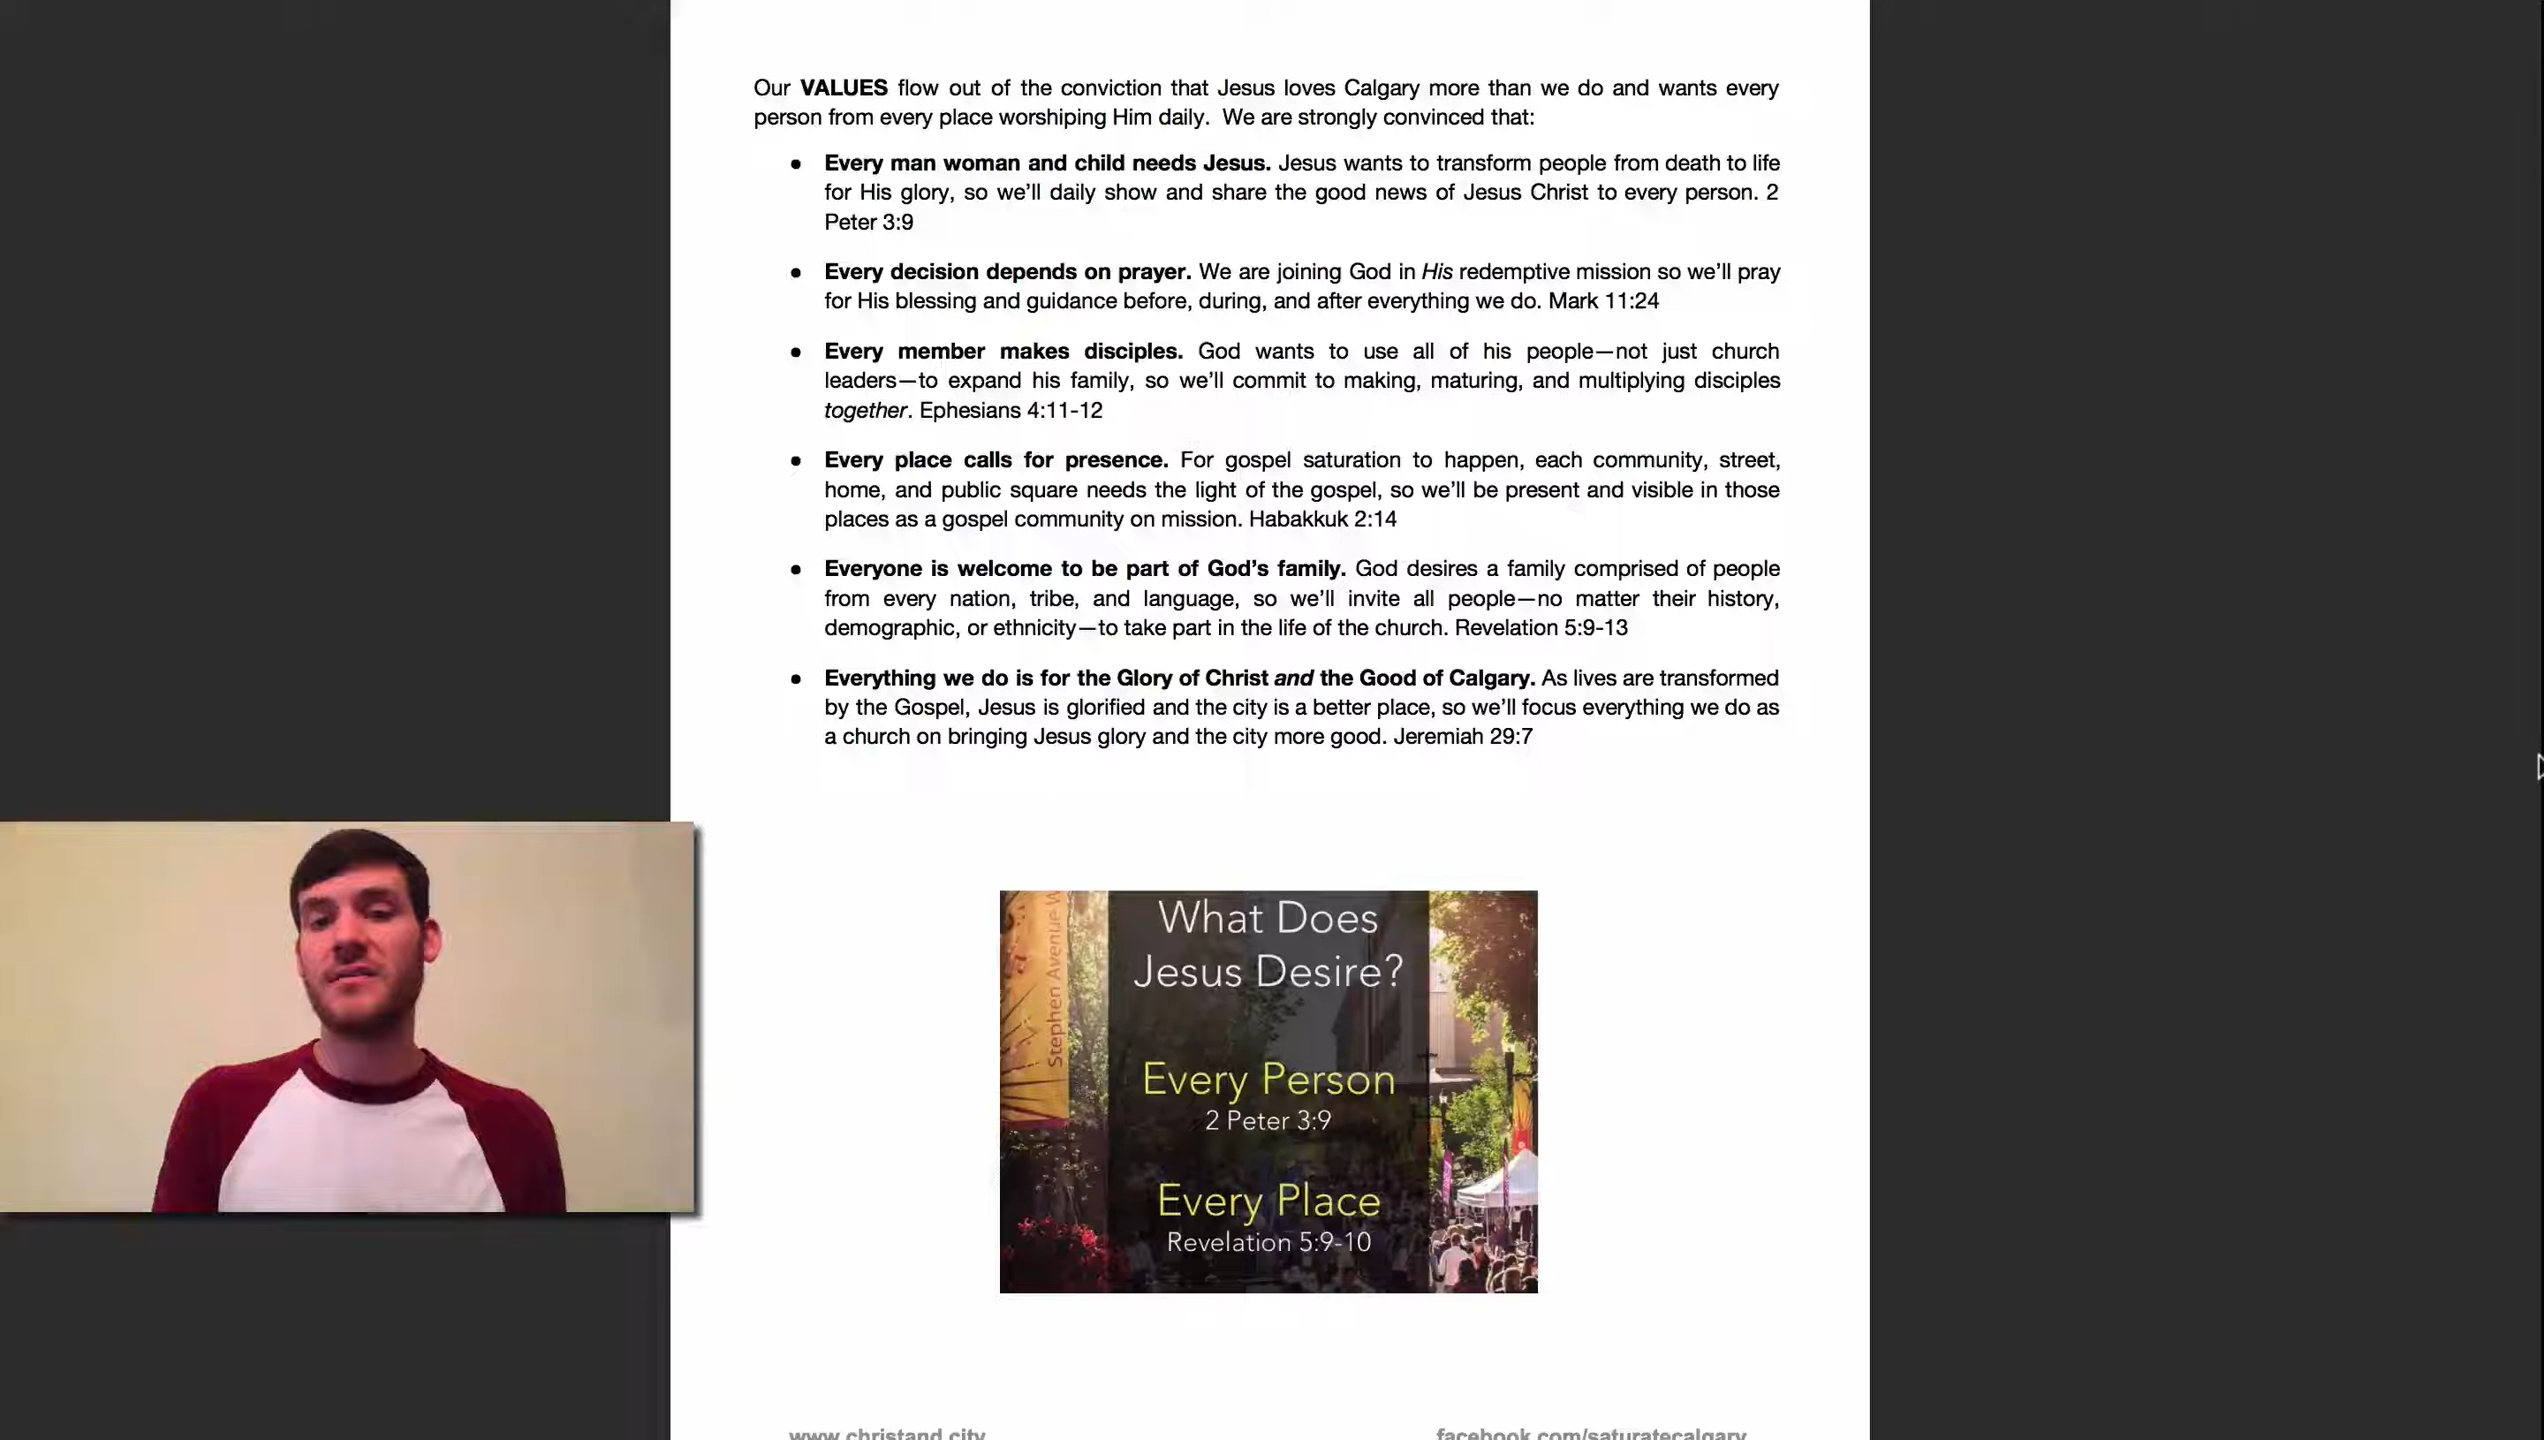 Our VALUES flow out of the conviction that Jesus loves Calgary more than we do and wants every
person from every place worshiping Him daily. We are strongly convinced that:
• Every man woman and child needs Jesus. Jesus wants to transform people from death to life
for His glory, so we'll daily show and share the good news of Jesus Christ to every person. 2
Peter 3:9
• Every decision depends on prayer. We are joining God in His redemptive mission so we'll pray
for His blessing and guidance before, during, and after everything we do. Mark 11:24
• Every member makes disciples. God wants to use all of his people—not just church
leaders—to expand his family, so we'll commit to making, maturing, and multiplying disciples
together. Ephesians 4:11-12
• Every place calls for presence. For gospel saturation to happen, each community, street,
home, and public square needs the light of the gospel, so we'll be present and visible in those
places as a gospel community on mission. Habakkuk 2:14
• Everyone is welcome to be part of God's family. God desires a family comprised of people
from every nation, tribe, and language, so we'll invite all people—no matter their history,
demographic, or ethnicity—to take part in the life of the church. Revelation 5:9-13
• Everything we do is for the Glory of Christ and the Good of Calgary. As lives are transformed
by the Gospel, Jesus is glorified and the city is a better place, so we'll focus everything we do as
a church on bringing Jesus glory and the city more good. Jeremiah 29:7
Stephen Avenue W
What Does
Jesus Desire?
Every Person
2 Peter 3:9
Every Place
Revelation 5:9-10
www.christand.city
facebook.com/saturatecalgary